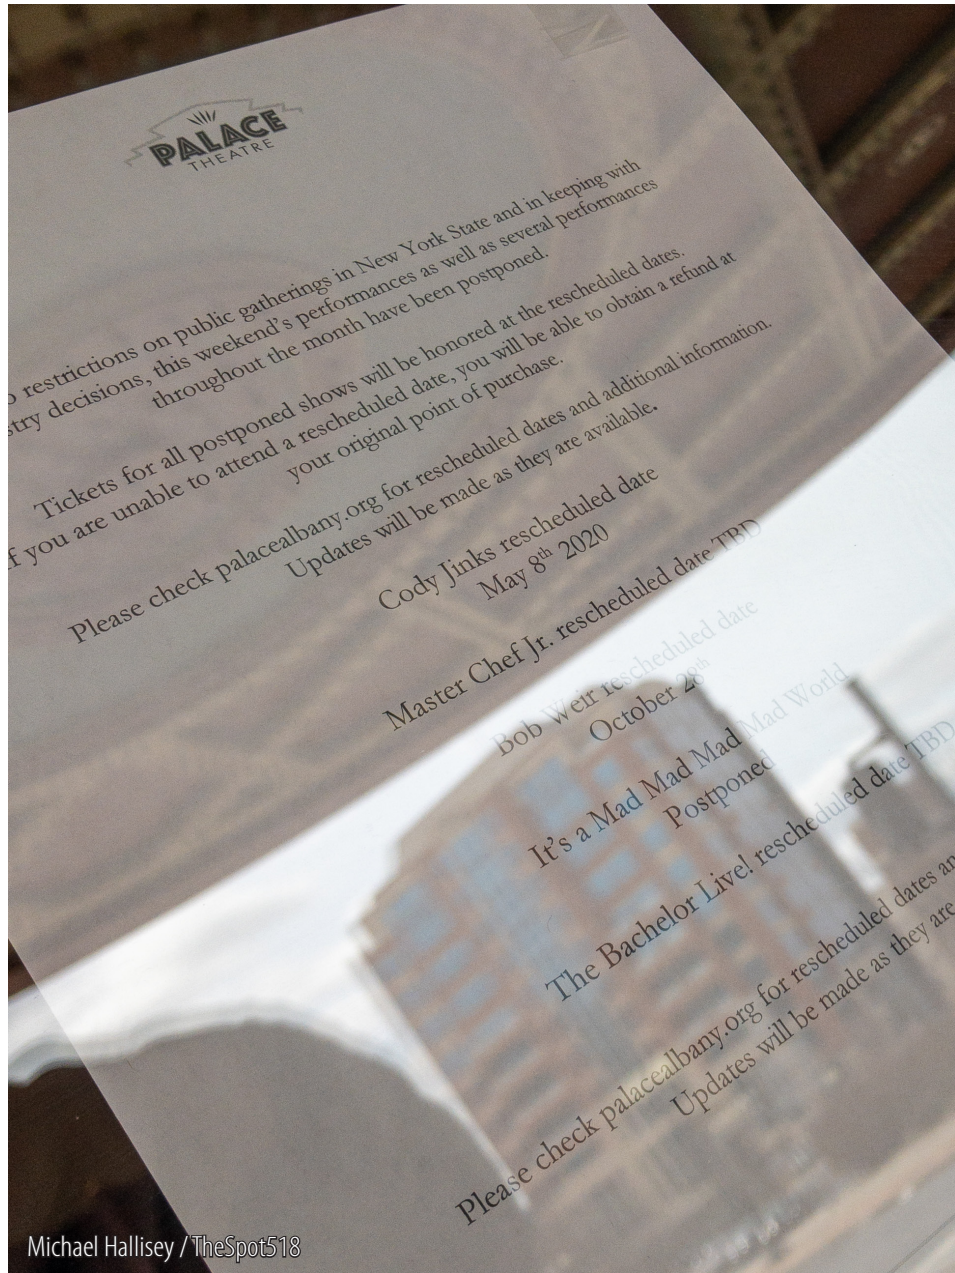 PALACE
THEATRE
restrictions on public gatherings in New York State and in keeping with
stry decisions, this weekend's performances as well as several performances
throughout the month have been postponed.
Tickets for all postponed shows will be honored at the rescheduled dates.
If you are unable to attend a rescheduled date, you will be able to obtain a refund at
your original point of purchase.
Please check palacealbany.org for rescheduled dates and additional information.
Updates will be made as they are available.
Cody Jinks rescheduled date
May 8th 2020
Master Chef Jr. rescheduled date TBD
Bob Weir rescheduled date
October 28th
It's a Mad Mad Mad Mad World
Postponed
The Bachelor Live! rescheduled date TBD
Please check palacealbany.org for rescheduled dates an
Updates will be made as they are
Michael Hallisey / TheSpot518